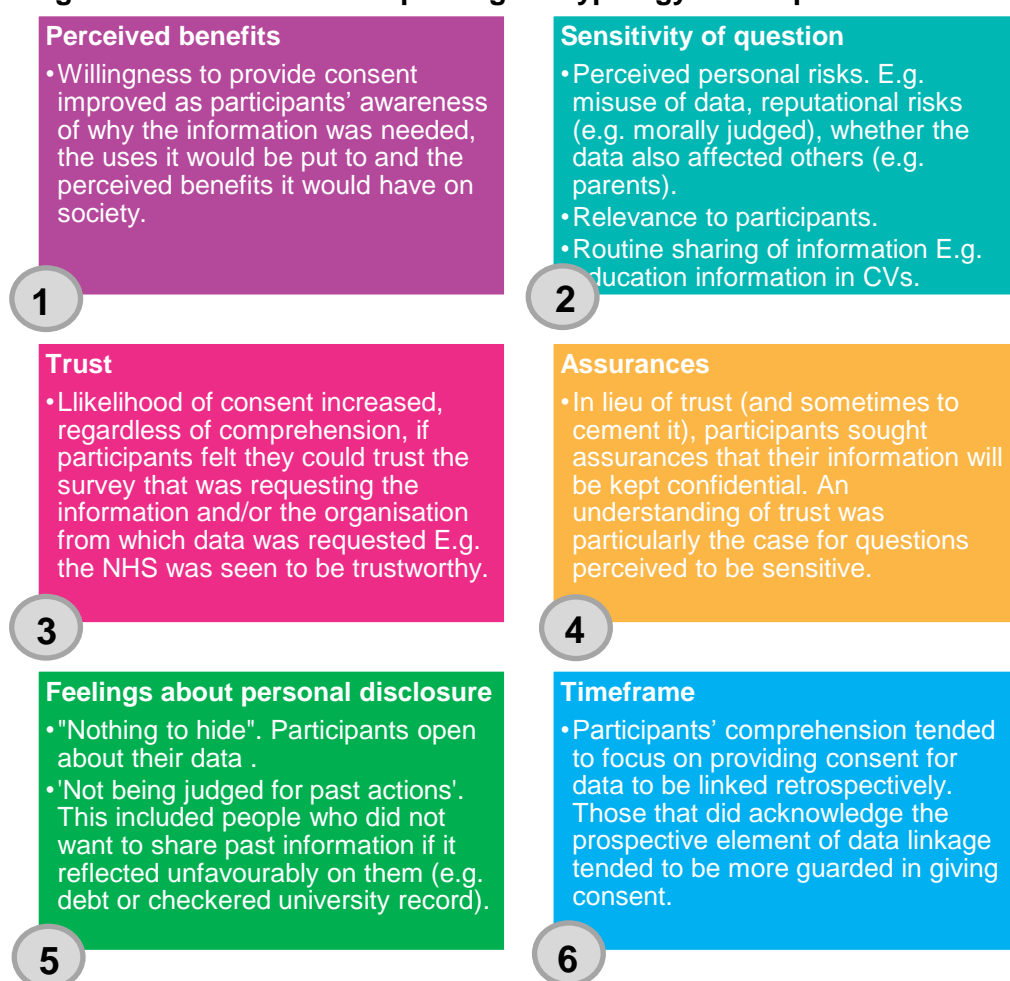 Perceived benefits
•Willingness to provide consent
improved as participants’ awareness
of why the information was needed,
the uses it would be put to and the
perceived benefits it would have on
society.
1
Sensitivity of question
•Perceived personal risks. E.g.
misuse of data, reputational risks
(e.g. morally judged), whether the
data also affected others (e.g.
parents).
•Relevance to participants.
•Routine sharing of information E.g.
education information in CVs.
2
Trust
•Llikelihood of consent increased,
regardless of comprehension, if
participants felt they could trust the
survey that was requesting the
information and/or the organisation
from which data was requested E.g.
the NHS was seen to be trustworthy.
3
Assurances
•In lieu of trust (and sometimes to
cement it), participants sought
assurances that their information will
be kept confidential. An
understanding of trust was
particularly the case for questions
perceived to be sensitive.
4
Feelings about personal disclosure
•"Nothing to hide". Participants open
about their data .
•'Not being judged for past actions'.
This included people who did not
want to share past information if it
reflected unfavourably on them (e.g.
debt or checkered university record).
5
Timeframe
•Participants’ comprehension tended
to focus on providing consent for
data to be linked retrospectively.
Those that did acknowledge the
prospective element of data linkage
tended to be more guarded in giving
consent.
6